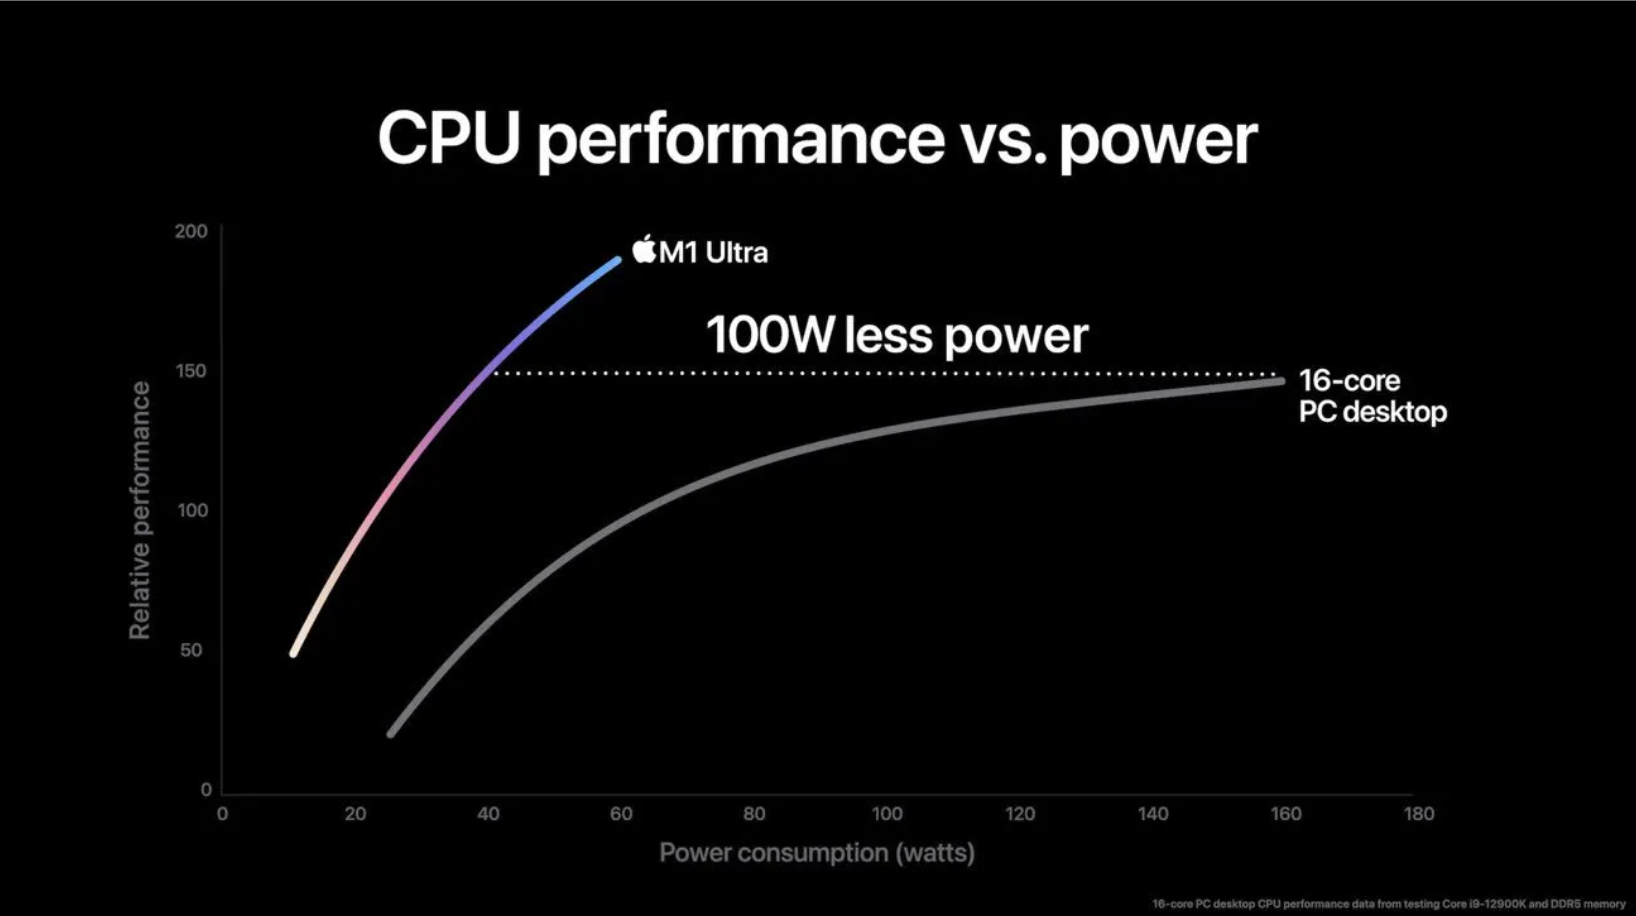 CPU performance vs. power
200
M1 Ultra
100W less power
150
16-core
PC desktop
Relative performance
100
50
0
0 20 40 60 80 100 120 140 160 180
Power consumption (watts)
16-core PC desktop CPU performance data from testing Core i9-12900K and DDR5 memory